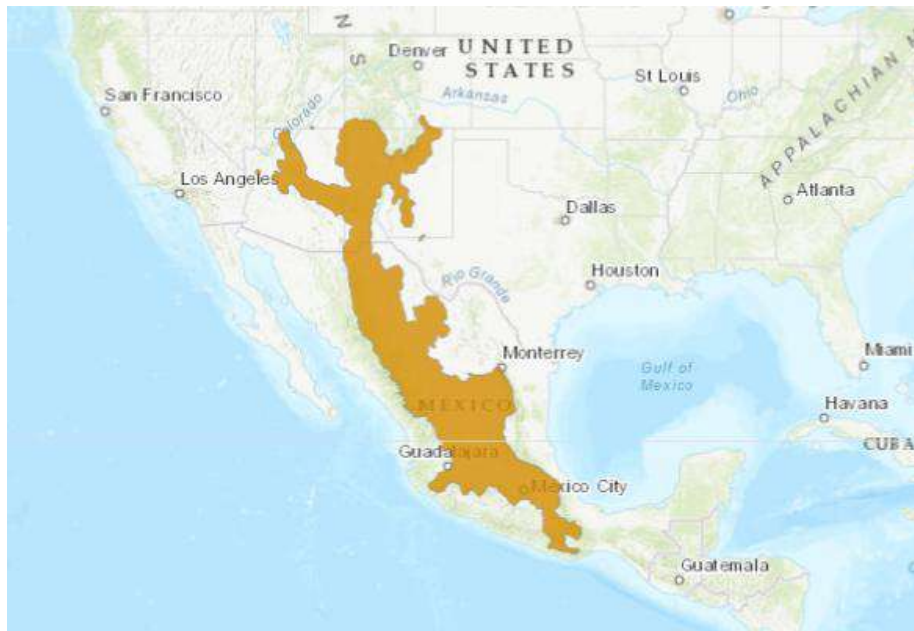 N
S
Denver
UNITED
STATES
St Louis
Ohio
APPALACHIAN M
San Francisco
Colorado
Arkansas
Los Angeles
Atlanta
Dallas
Rio Grande
Houston
Monterrey
Gulf of
Mexico
Miami
MEXICO
Havana
CUBA
Guadalajara
Mexico City
Guatemala